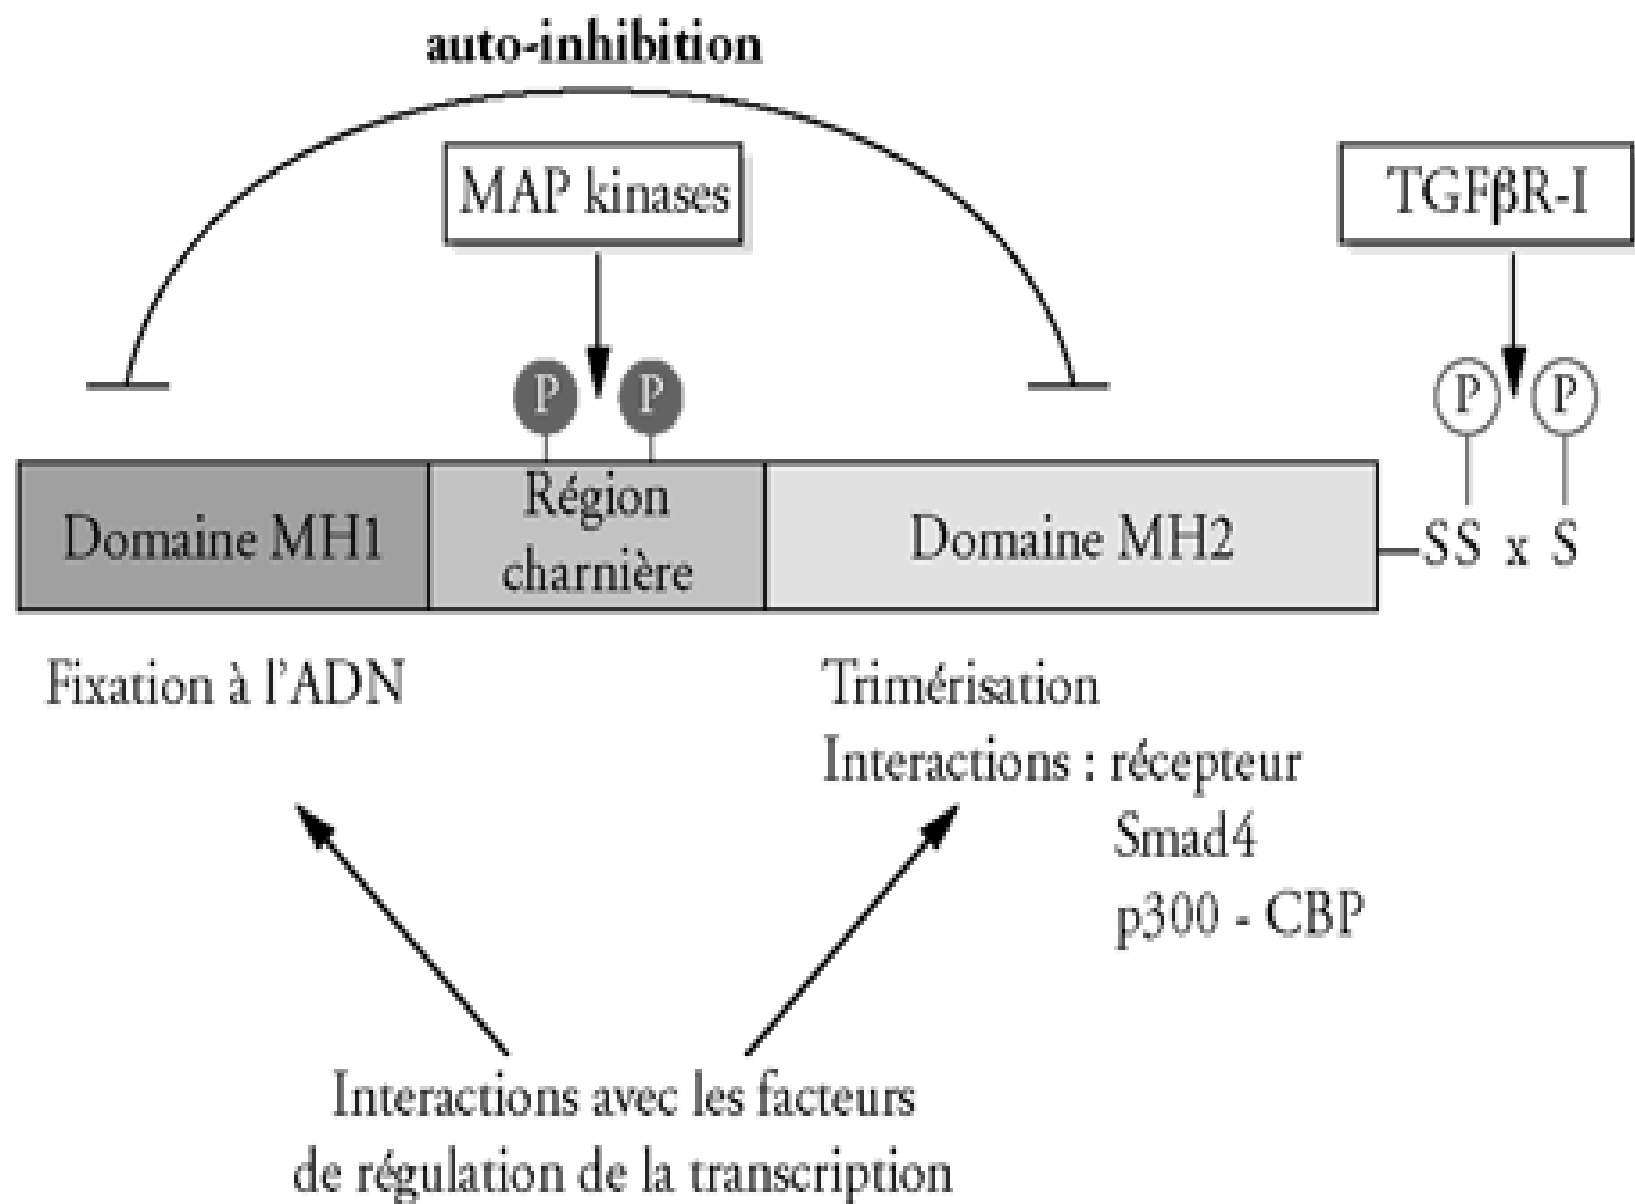 auto-inhibition
MAP kinases
TGFβR-I
P P
P P
Domaine MH1
Région
charnière
Domaine MH2
SS x S
Fixation à l'ADN
Trimérisation
Interactions : récepteur
Smad4
p300 - CBP
Interactions avec les facteurs
de régulation de la transcription